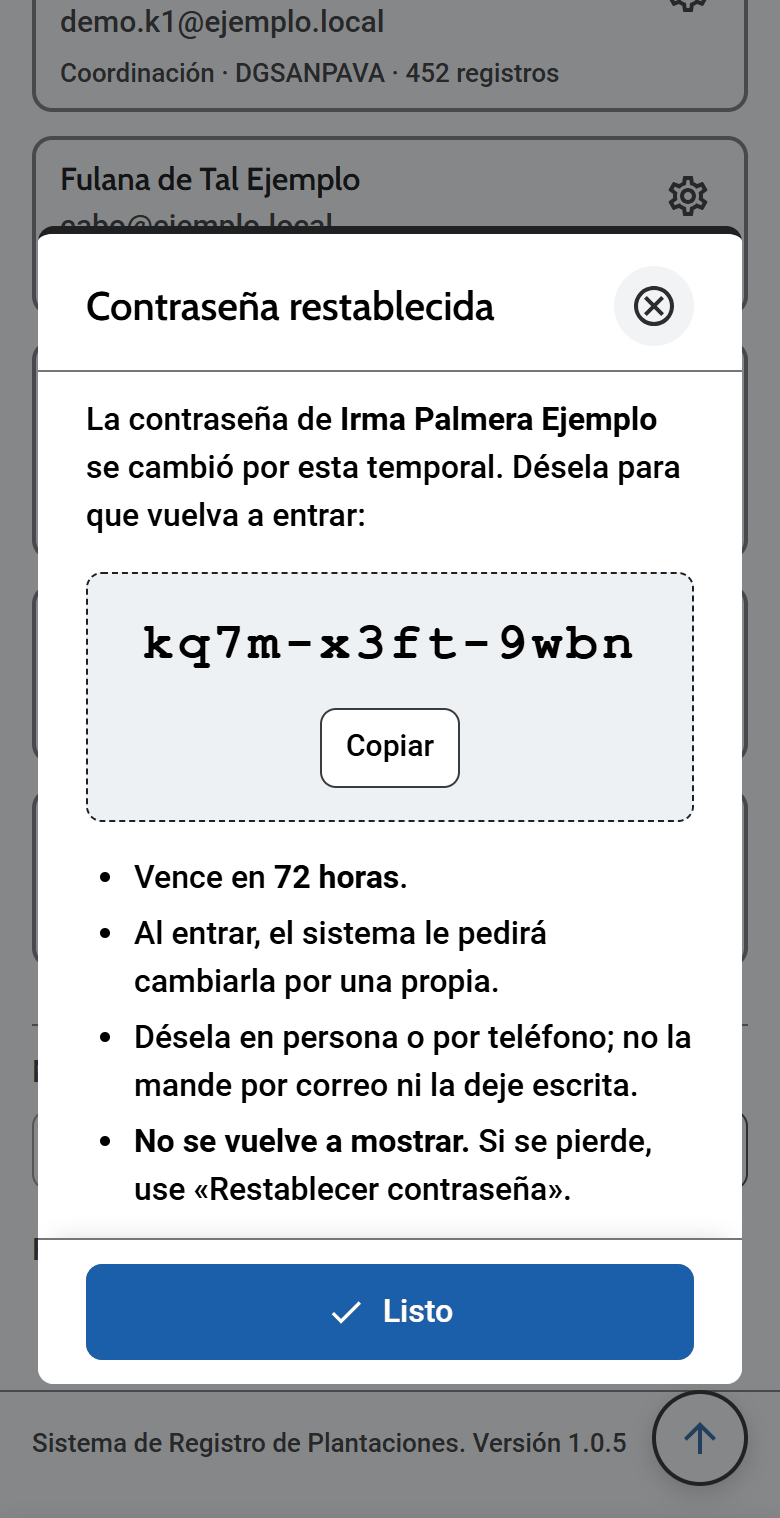 demo.k1@ejemplo.local
Coordinación · DGSANPAVA · 452 registros
Fulana de Tal Ejemplo
cabo@ejemplo.local
Contraseña restablecida
La contraseña de Irma Palmera Ejemplo
se cambió por esta temporal. Désela para
que vuelva a entrar:
kq7m-x3ft-9wbn
Copiar
• Vence en 72 horas.
• Al entrar, el sistema le pedirá
cambiarla por una propia.
• Désela en persona o por teléfono; no la
mande por correo ni la deje escrita.
• No se vuelve a mostrar. Si se pierde,
use «Restablecer contraseña».
Listo
Sistema de Registro de Plantaciones. Versión 1.0.5